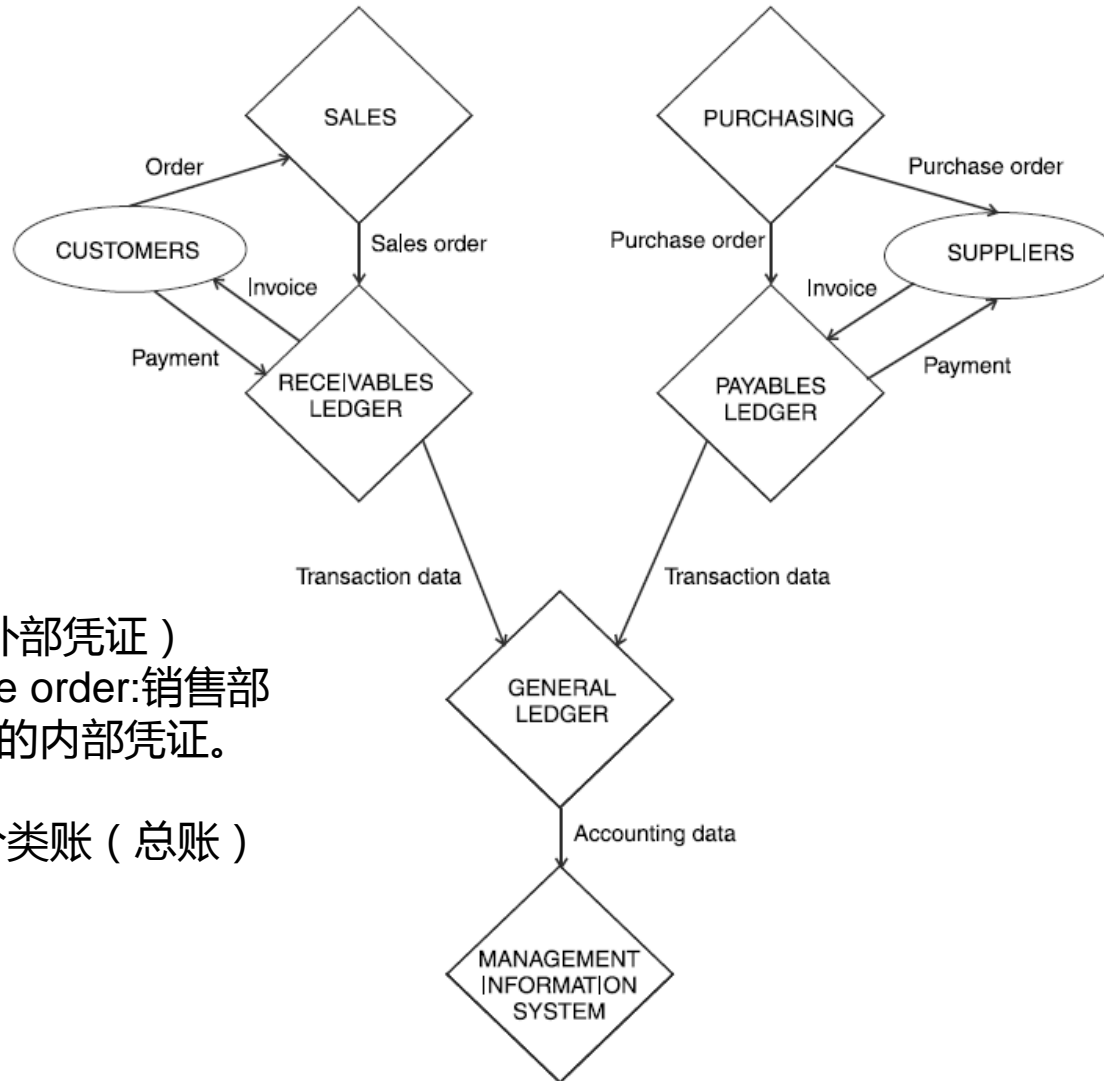 SALES
PURCHASING
Order
Purchase order
CUSTOMERS
Sales order
Purchase order
SUPPLIERS
Invoice
Invoice
Payment
Payment
RECEIVABLES
LEDGER
PAYABLES
LEDGER
Transaction data
Transaction data
外部凭证）
e order:销售部
的内部凭证。
GENERAL
LEDGER
分类账（总账）
Accounting data
MANAGEMENT
INFORMATION
SYSTEM